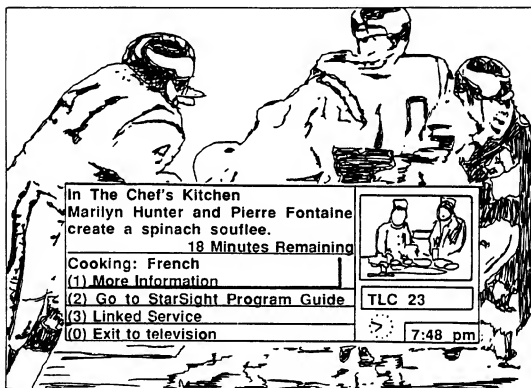 In The Chef's Kitchen
Marilyn Hunter and Pierre Fontaine
create a spinach souflee.
18 Minutes Remaining
Cooking: French
(1) More Information
(2) Go to StarSight Program Guide
(3) Linked Service
(0) Exit to television
TLC 23
7:48 pm